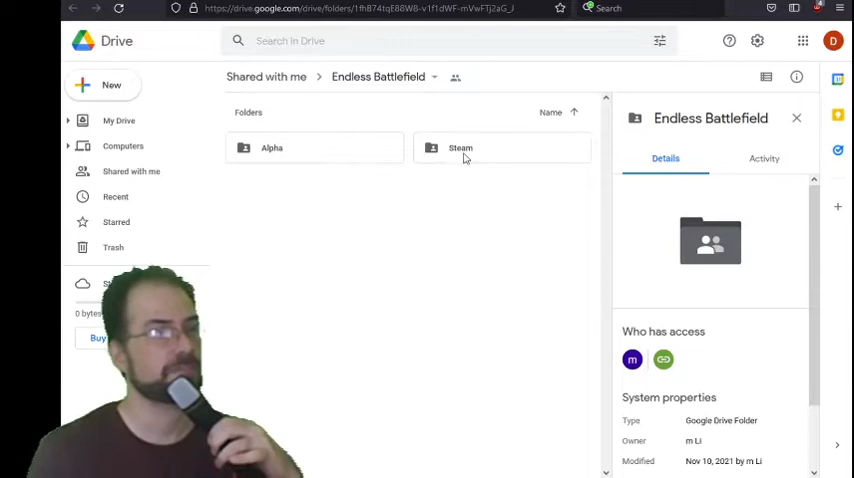 https://drive.google.com/drive/folders/1fhB74tqE88W8-v1f1dWF-mVwFTj2aG_J
Search
4
Drive
Search in Drive
D
New
Shared with me
Endless Battlefield
Folders
Name
Endless Battlefield
My Drive
Alpha
Steam
Computers
Details
Activity
Shared with me
Recent
Starred
Trash
0 bytes
Buy
Who has access
m
System properties
Type
Google Drive Folder
Owner
m Li
Modified
Nov 10, 2021 by m Li